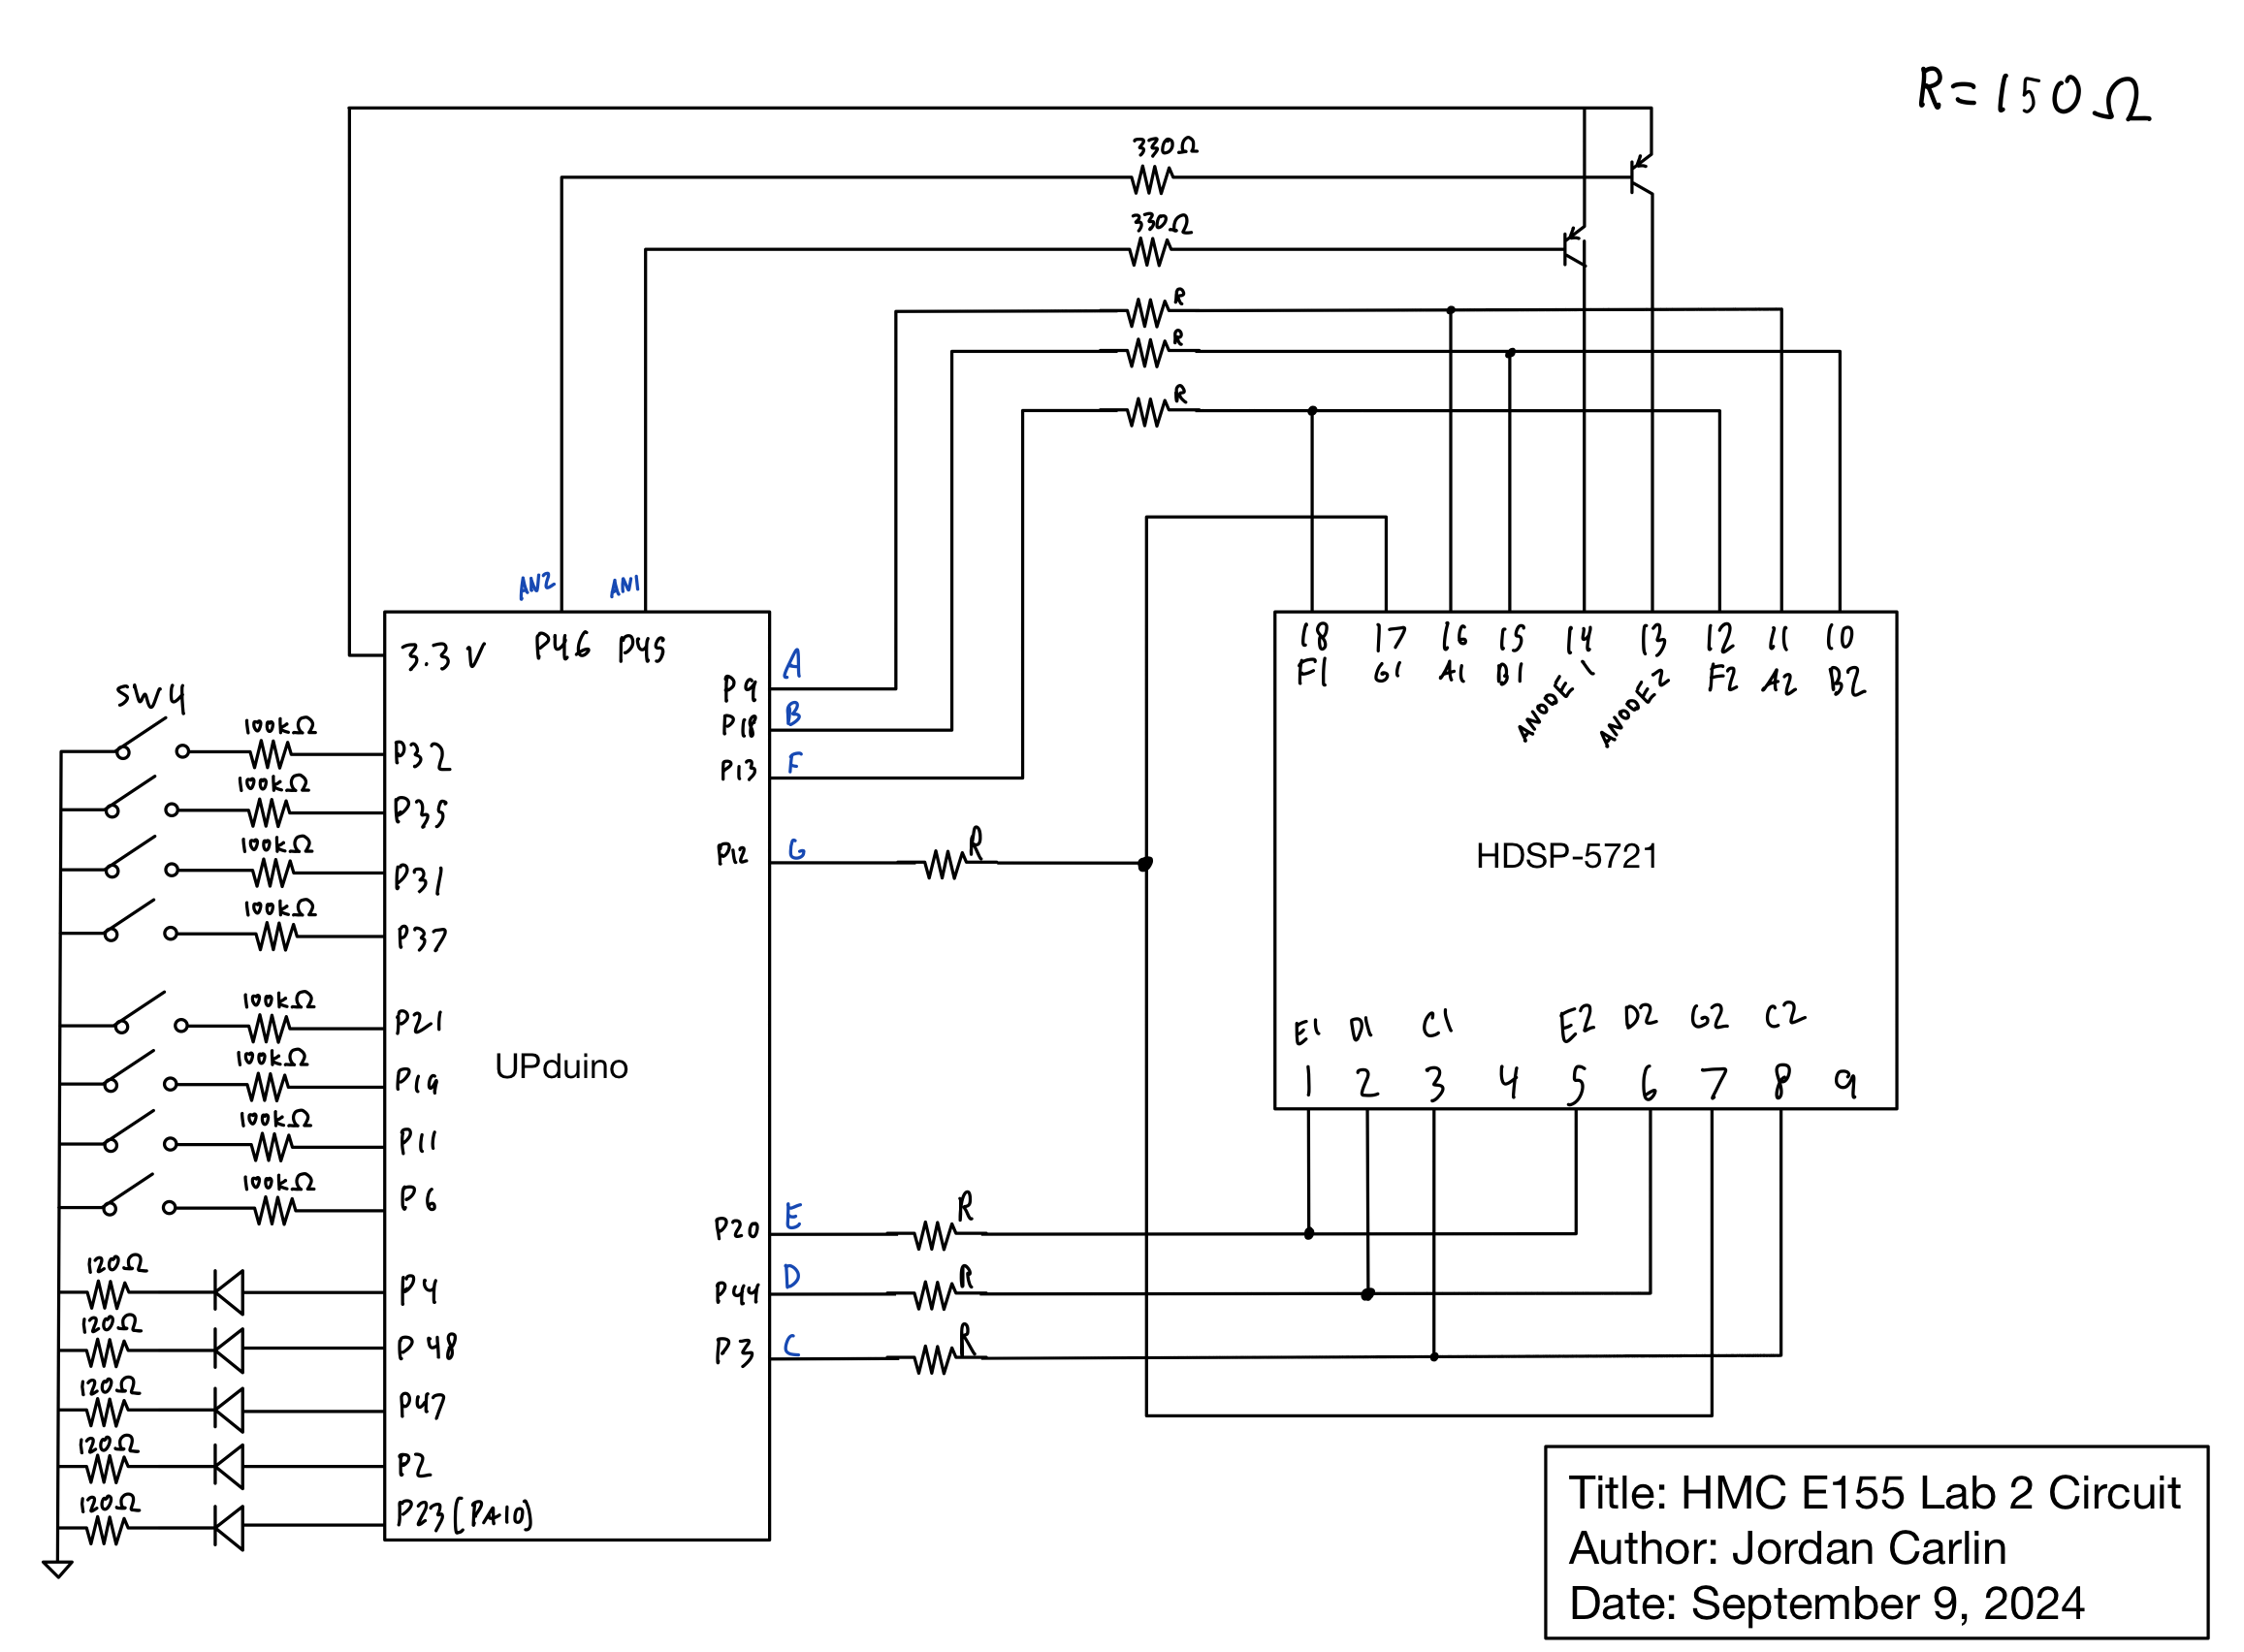 R = 150 Ω
330Ω
330Ω
R
R
R
AN2 AN1
3.3 V P46 P45
P9 A
P18 B
P13 F
P12 G R
SW4
100kΩ P32
100kΩ P35
100kΩ P31
100kΩ P37
100kΩ P21
100kΩ P19
100kΩ P11
100kΩ P6
UPduino
120Ω P4
120Ω P48
120Ω P47
120Ω P2
120Ω P23 (PA10)
P20 E R
P44 D R
P3 C R
18 17 16 15 14 13 12 11 10
F1 G1 A1 B1 ANODE 1 ANODE 2 F2 A2 B2
HDSP-5721
E1 D1 C1 E2 D2 G2 C2
1 2 3 4 5 6 7 8 9
Title: HMC E155 Lab 2 Circuit
Author: Jordan Carlin
Date: September 9, 2024